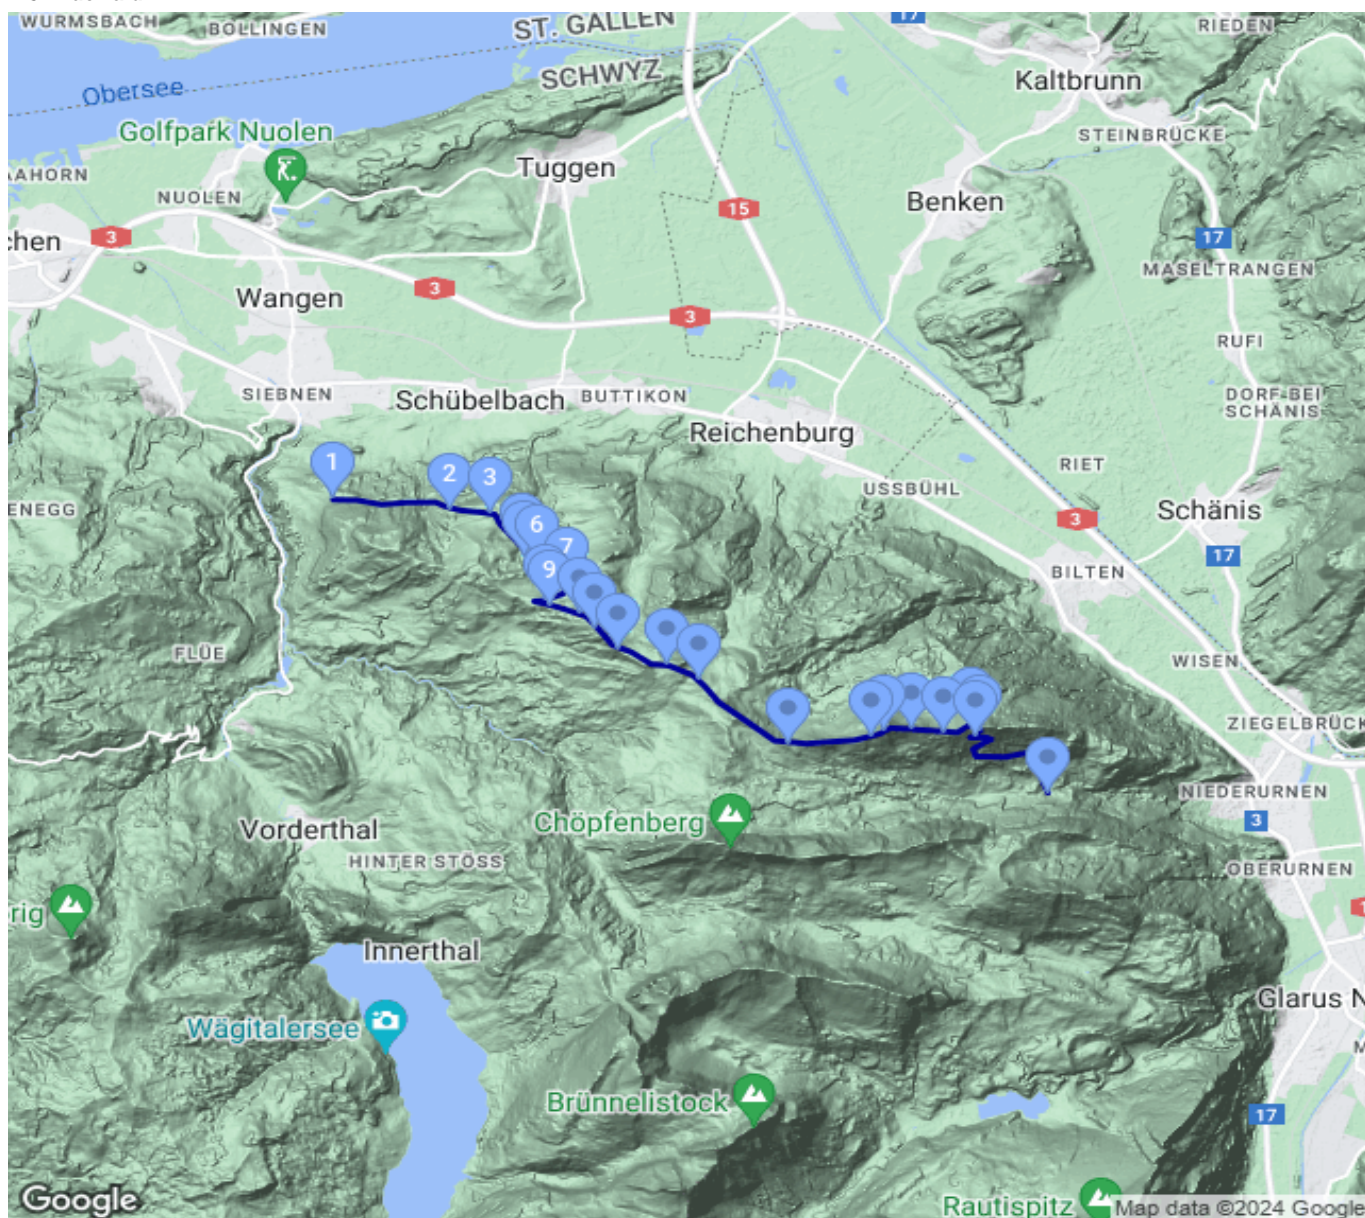 WURMSBACH
BOLLINGEN
ST. GALLEN
17
RIEDEN
SCHWYZ
Kaltbrunn
Obersee
Golfpark Nuolen
STEINBRÜCKE
AAHORN
NUOLEN
Tuggen
Benken
15
chen
3
17
MASELTRANGEN
Wangen
3
3
RUFI
SIEBNEN
Schübelbach
BUTTIKON
DORF BEI
SCHÄNIS
Reichenburg
1
2
3
RIET
USSBÜHL
ENEGG
Schänis
3
6
7
17
9
BILTEN
FLÜE
WISEN
ZIEGELBRÜCK
NIEDERURNEN
Chöpfenberg
3
Vorderthal
HINTER STÖSS
OBERURNEN
rig
Innerthal
Glarus N
Wägitalersee
Brünnelistock
17
Google
Rautispitz
Map data ©2024 Google